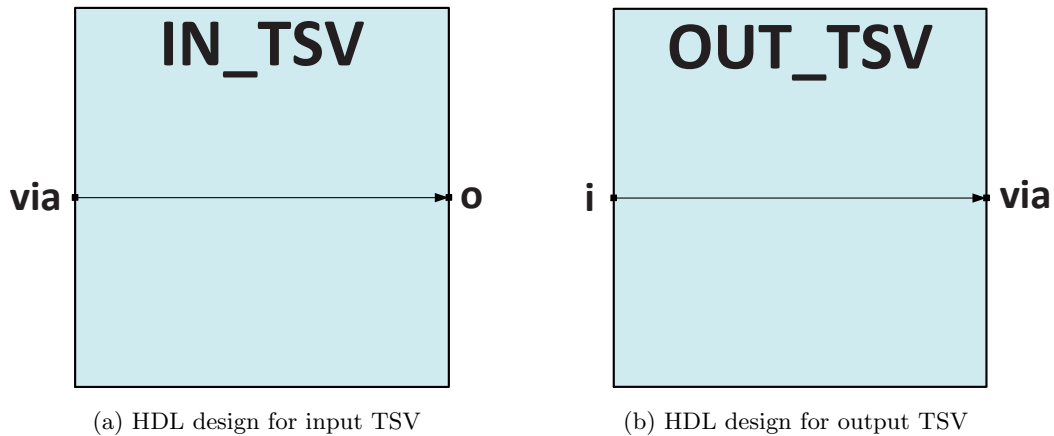 IN_TSV
via
o
(a) HDL design for input TSV
OUT_TSV
i
via
(b) HDL design for output TSV